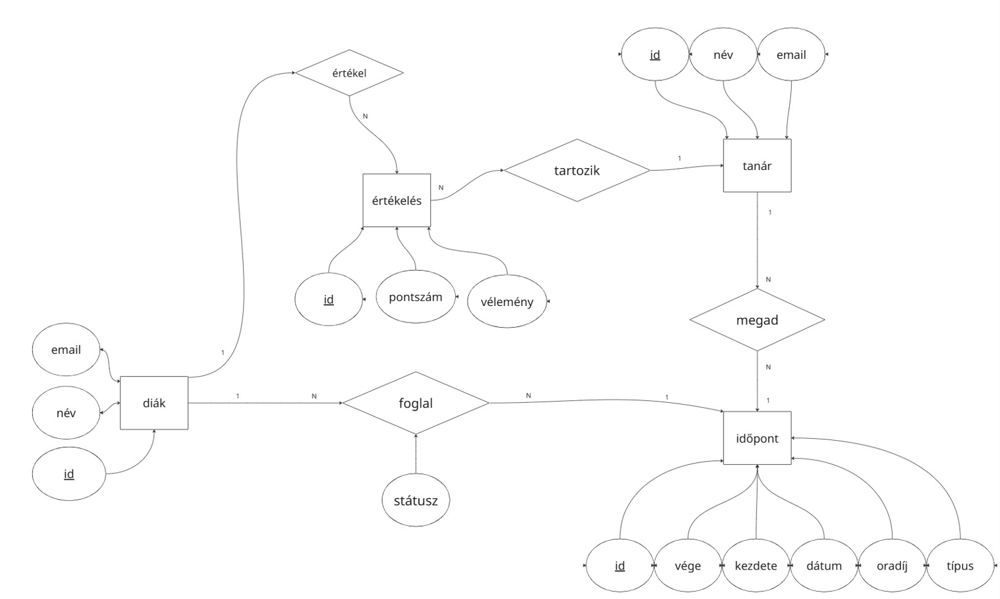 id
név
email
értékel
N
tartozik
1
tanár
N
értékelés
1
N
id
pontszám
vélemény
megad
email
1
N
név
diák
1
N
foglal
N
1
1
időpont
id
státusz
id
vége
kezdete
dátum
oradíj
típus